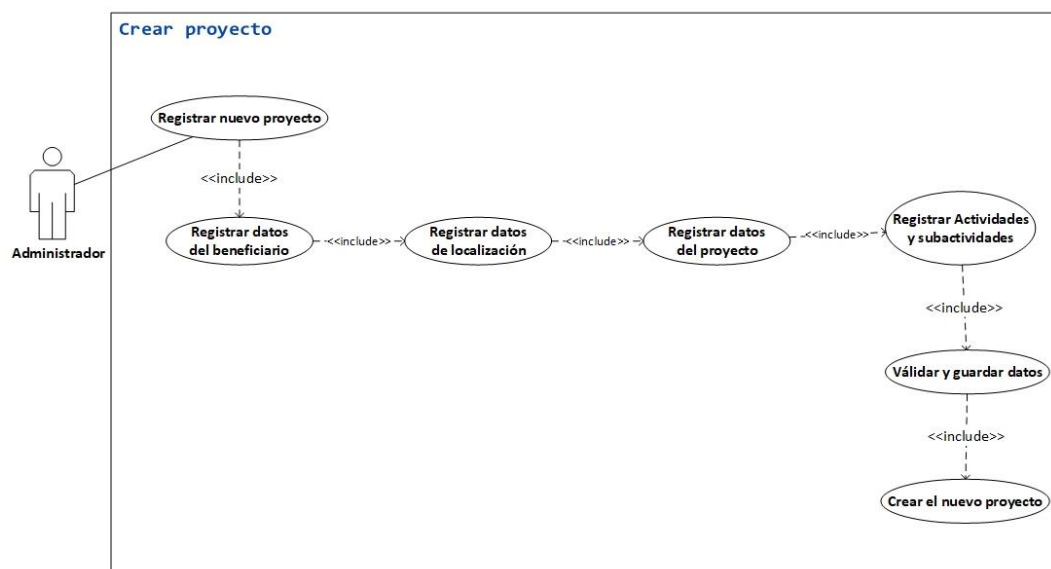 Crear proyecto
Registrar nuevo proyecto
Administrador
<<include>>
Registrar datos
del beneficiario
<<include>>
Registrar datos
de localización
<<include>>
Registrar datos
del proyecto
<<include>>
Registrar Actividades
y subactividades
<<include>>
Válidar y guardar datos
<<include>>
Crear el nuevo proyecto